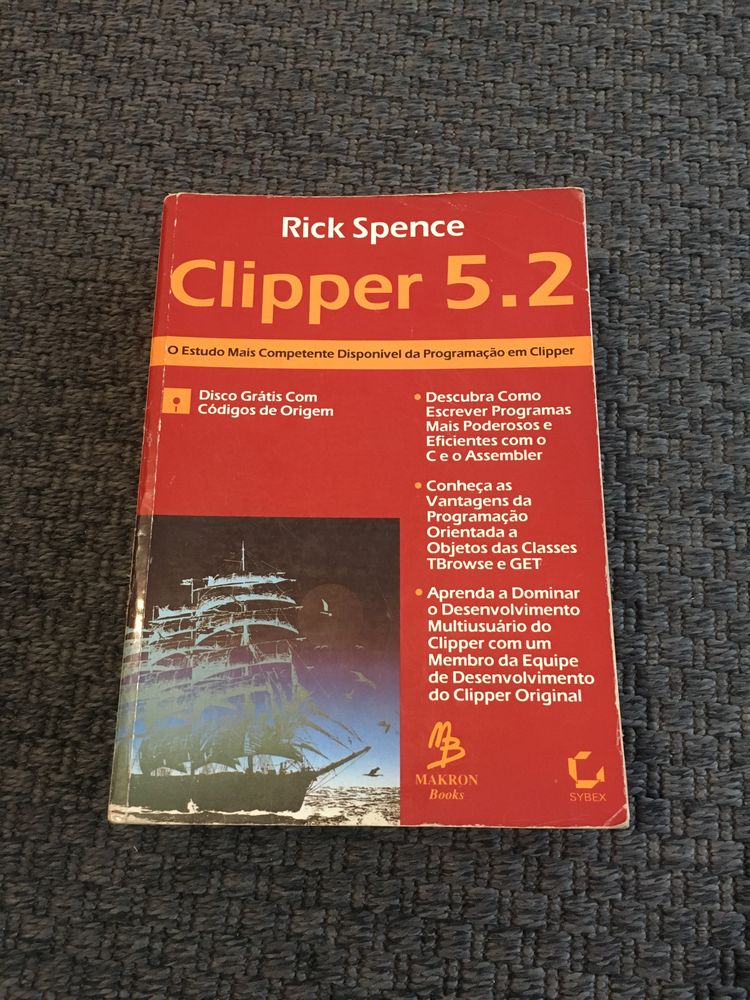 Rick Spence
Clipper 5.2
O Estudo Mais Competente Disponível da Programação em Clipper
Disco Grátis Com
Códigos de Origem
• Descubra Como
Escrever Programas
Mais Poderosos e
Eficientes com o
C e o Assembler
• Conheça as
Vantagens da
Programação
Orientada a
Objetos das Classes
TBrowse e GET
• Aprenda a Dominar
o Desenvolvimento
Multiusuário do
Clipper com um
Membro da Equipe
de Desenvolvimento
do Clipper Original
MB
MAKRON
Books
SYBEX